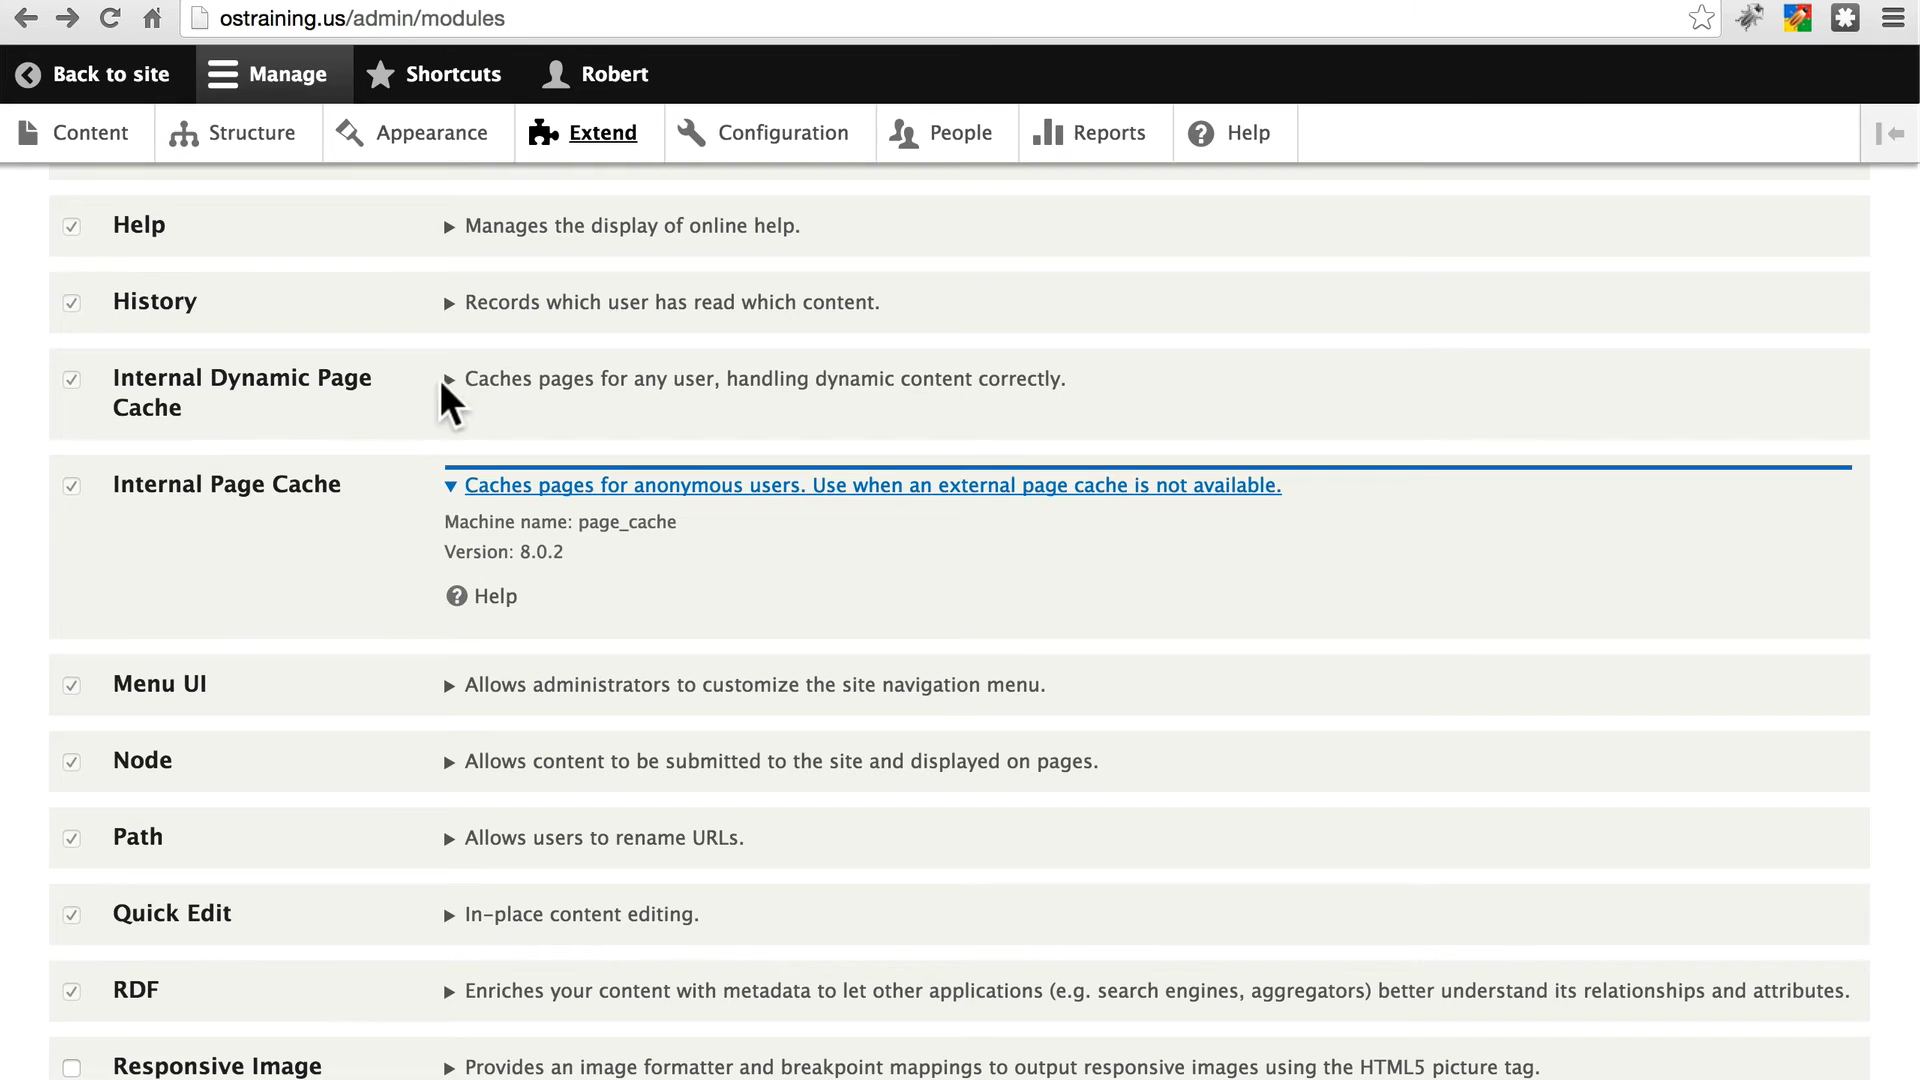 ostraining.us/admin/modules
Back to site Manage Shortcuts Robert
Content Structure Appearance Extend Configuration People Reports Help
Help Manages the display of online help.
History Records which user has read which content.
Internal Dynamic Page Caches pages for any user, handling dynamic content correctly.
Cache
Internal Page Cache Caches pages for anonymous users. Use when an external page cache is not available.
Machine name: page_cache
Version: 8.0.2
Help
Menu UI Allows administrators to customize the site navigation menu.
Node Allows content to be submitted to the site and displayed on pages.
Path Allows users to rename URLs.
Quick Edit In-place content editing.
RDF Enriches your content with metadata to let other applications (e.g. search engines, aggregators) better understand its relationships and attributes.
Responsive Image Provides an image formatter and breakpoint mappings to output responsive images using the HTML5 picture tag.